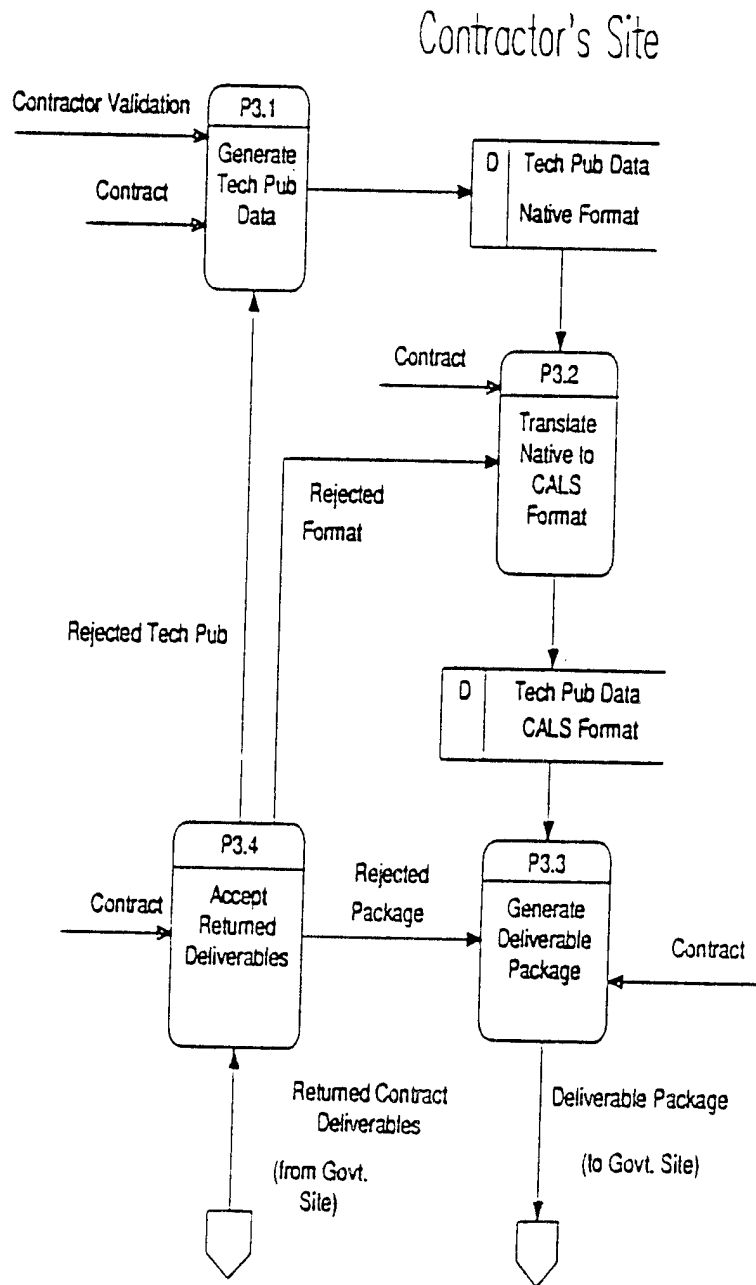 Contractor's Site
Contractor Validation
P3.1
Generate
Tech Pub
Data
Contract
D
Tech Pub Data
Native Format
Contract
P3.2
Translate
Native to
CALS
Format
Rejected
Format
Rejected Tech Pub
D
Tech Pub Data
CALS Format
P3.4
Accept
Returned
Deliverables
Contract
Rejected
Package
P3.3
Generate
Deliverable
Package
Contract
Returned Contract
Deliverables
(from Govt.
Site)
Deliverable Package
(to Govt. Site)